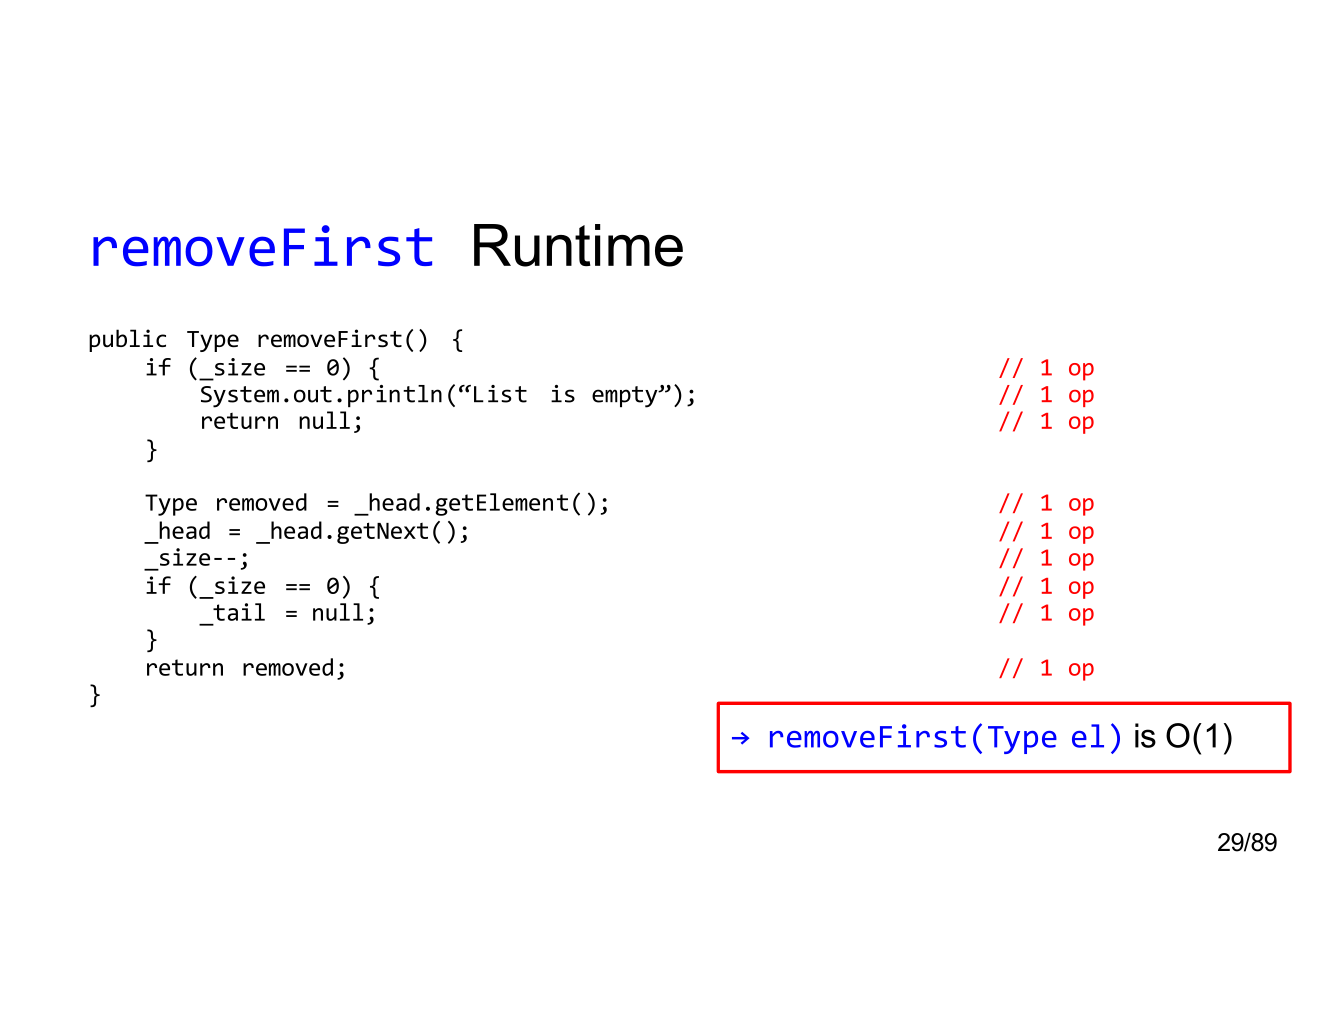 removeFirst Runtime
public Type removeFirst() {
if (_size == 0) { // 1 op
System.out.println(“List is empty”); // 1 op
return null; // 1 op
}
Type removed = _head.getElement(); // 1 op
_head = _head.getNext(); // 1 op
_size--; // 1 op
if (_size == 0) { // 1 op
_tail = null; // 1 op
}
return removed; // 1 op
}
→ removeFirst(Type el) is O(1)
29/89